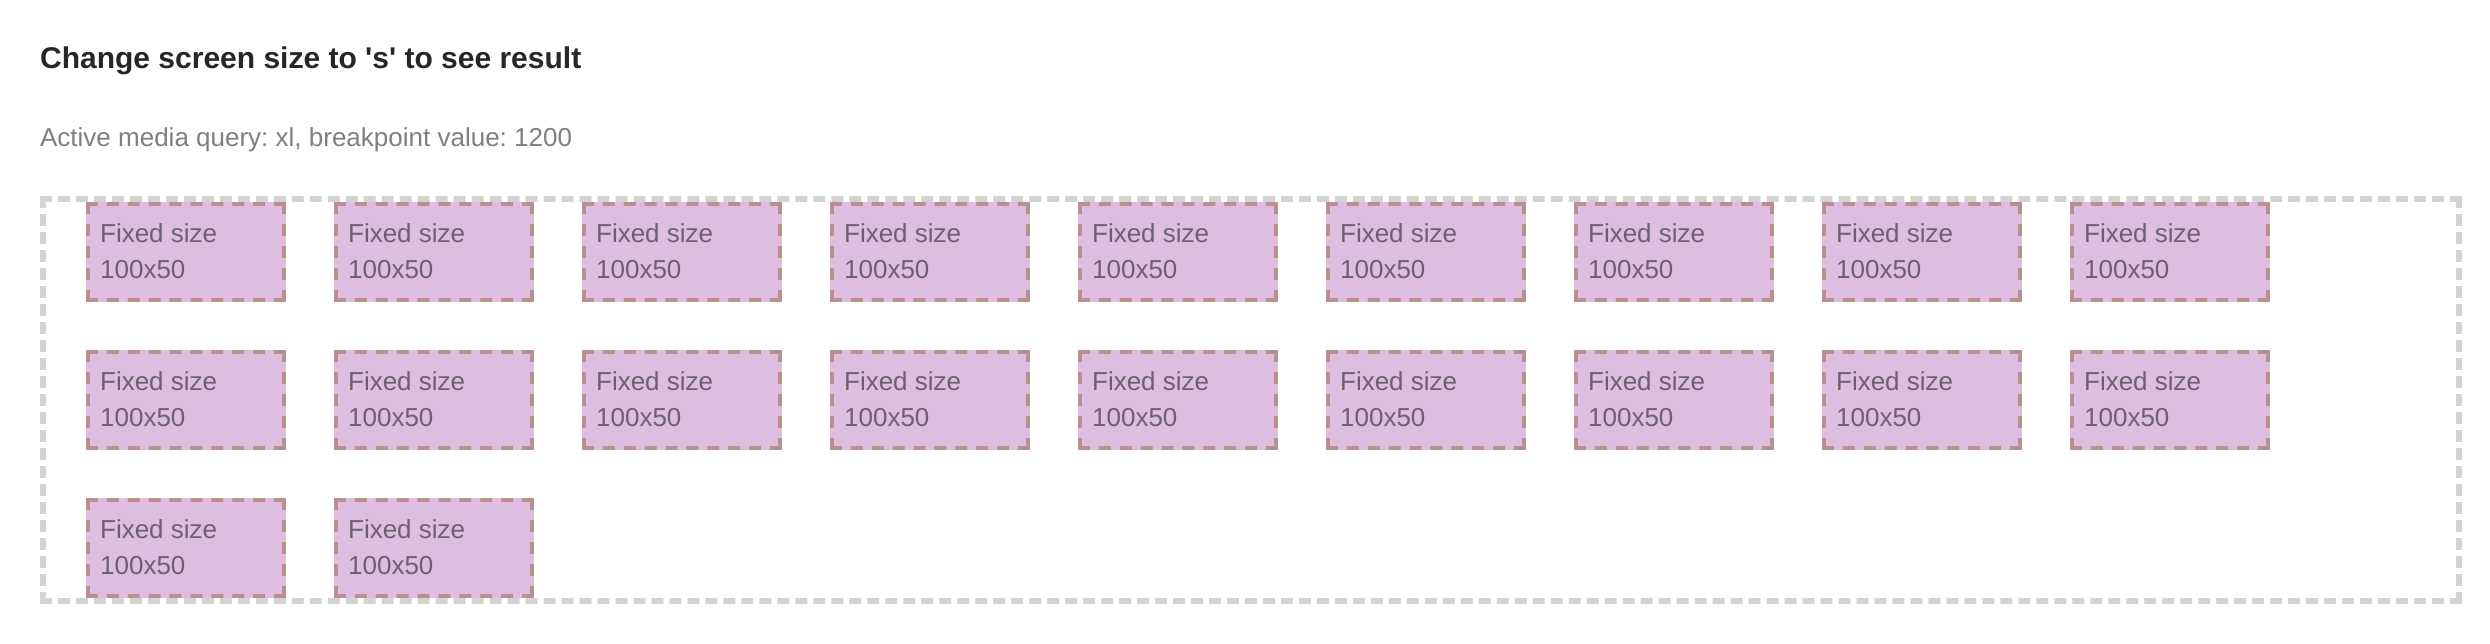 Change screen size to 's' to see result
Active media query: xl, breakpoint value: 1200
Fixed size Fixed size Fixed size Fixed size Fixed size Fixed size Fixed size Fixed size Fixed size
100x50 100x50 100x50 100x50 100x50 100x50 100x50 100x50 100x50
Fixed size Fixed size Fixed size Fixed size Fixed size Fixed size Fixed size Fixed size Fixed size
100x50 100x50 100x50 100x50 100x50 100x50 100x50 100x50 100x50
Fixed size Fixed size
100x50 100x50